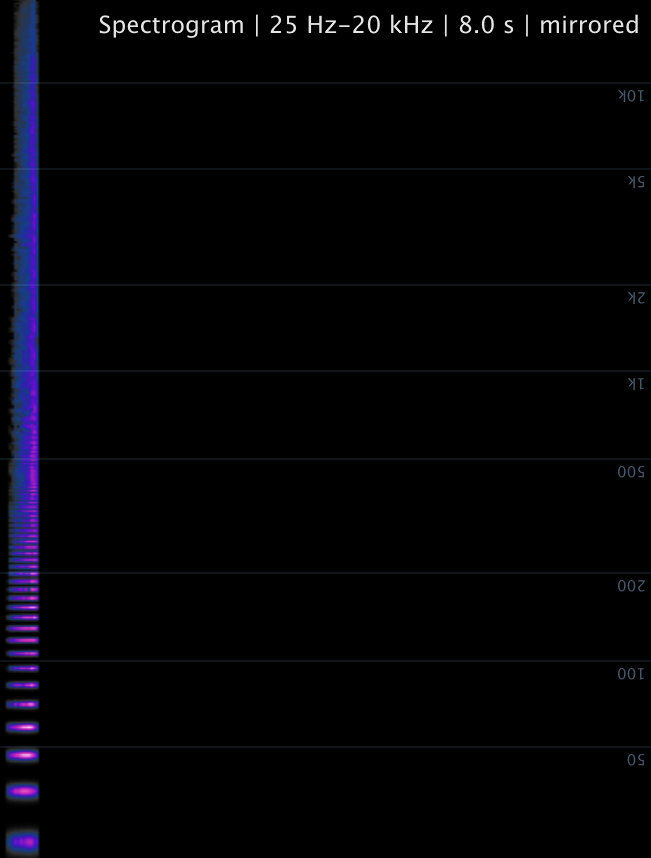 Spectrogram | 25 Hz–20 kHz | 8.0 s | mirrored
10k
5k
2k
1k
500
200
100
50